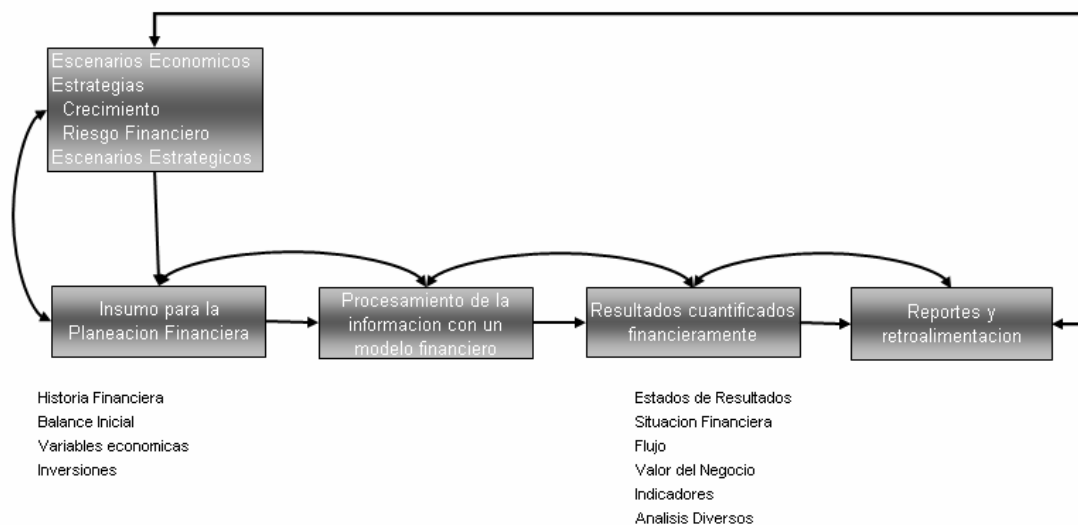 Escenarios Economicos
Estrategias
Crecimiento
Riesgo Financiero
Escenarios Estrategicos
Insumo para la
Planeacion Financiera
Procesamiento de la
informacion con un
modelo financiero
Resultados cuantificados
financieramente
Reportes y
retroalimentacion
Historia Financiera
Balance Inicial
Variables economicas
Inversiones
Estados de Resultados
Situacion Financiera
Flujo
Valor del Negocio
Indicadores
Analisis Diversos